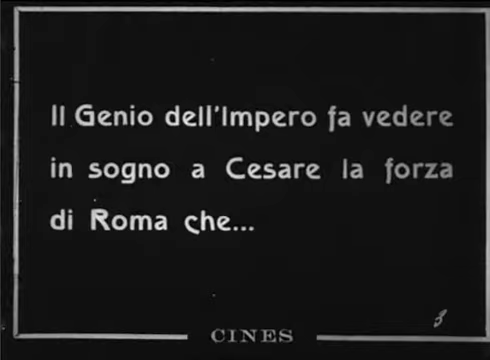 Il Genio dell'Impero fa vedere
in sogno a Cesare la forza
di Roma che...
3
CINES